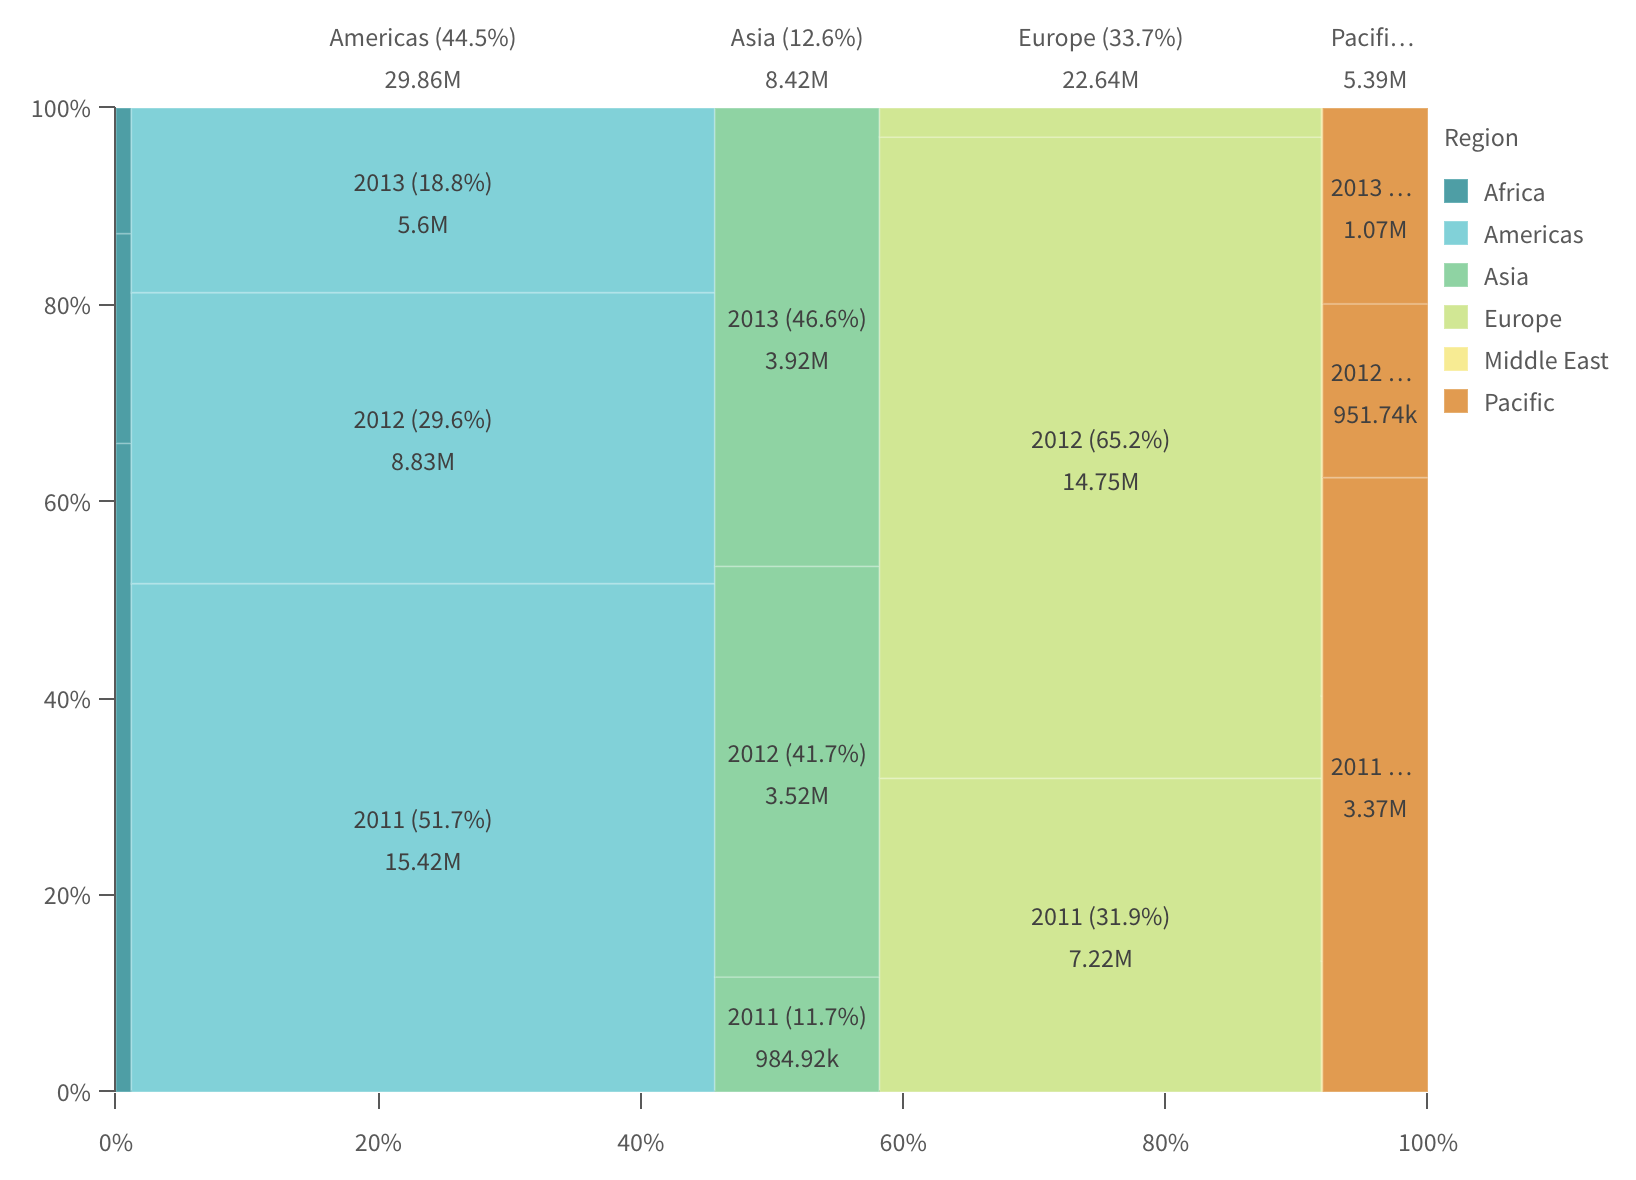 Americas (44.5%)
29.86M
Asia (12.6%)
8.42M
Europe (33.7%)
22.64M
Pacifi…
5.39M
100%
80%
60%
40%
20%
0%
2013 (18.8%)
5.6M
2012 (29.6%)
8.83M
2011 (51.7%)
15.42M
2013 (46.6%)
3.92M
2012 (41.7%)
3.52M
2011 (11.7%)
984.92k
2012 (65.2%)
14.75M
2011 (31.9%)
7.22M
2013 …
1.07M
2012 …
951.74k
2011 …
3.37M
0%
20%
40%
60%
80%
100%
Region
Africa
Americas
Asia
Europe
Middle East
Pacific